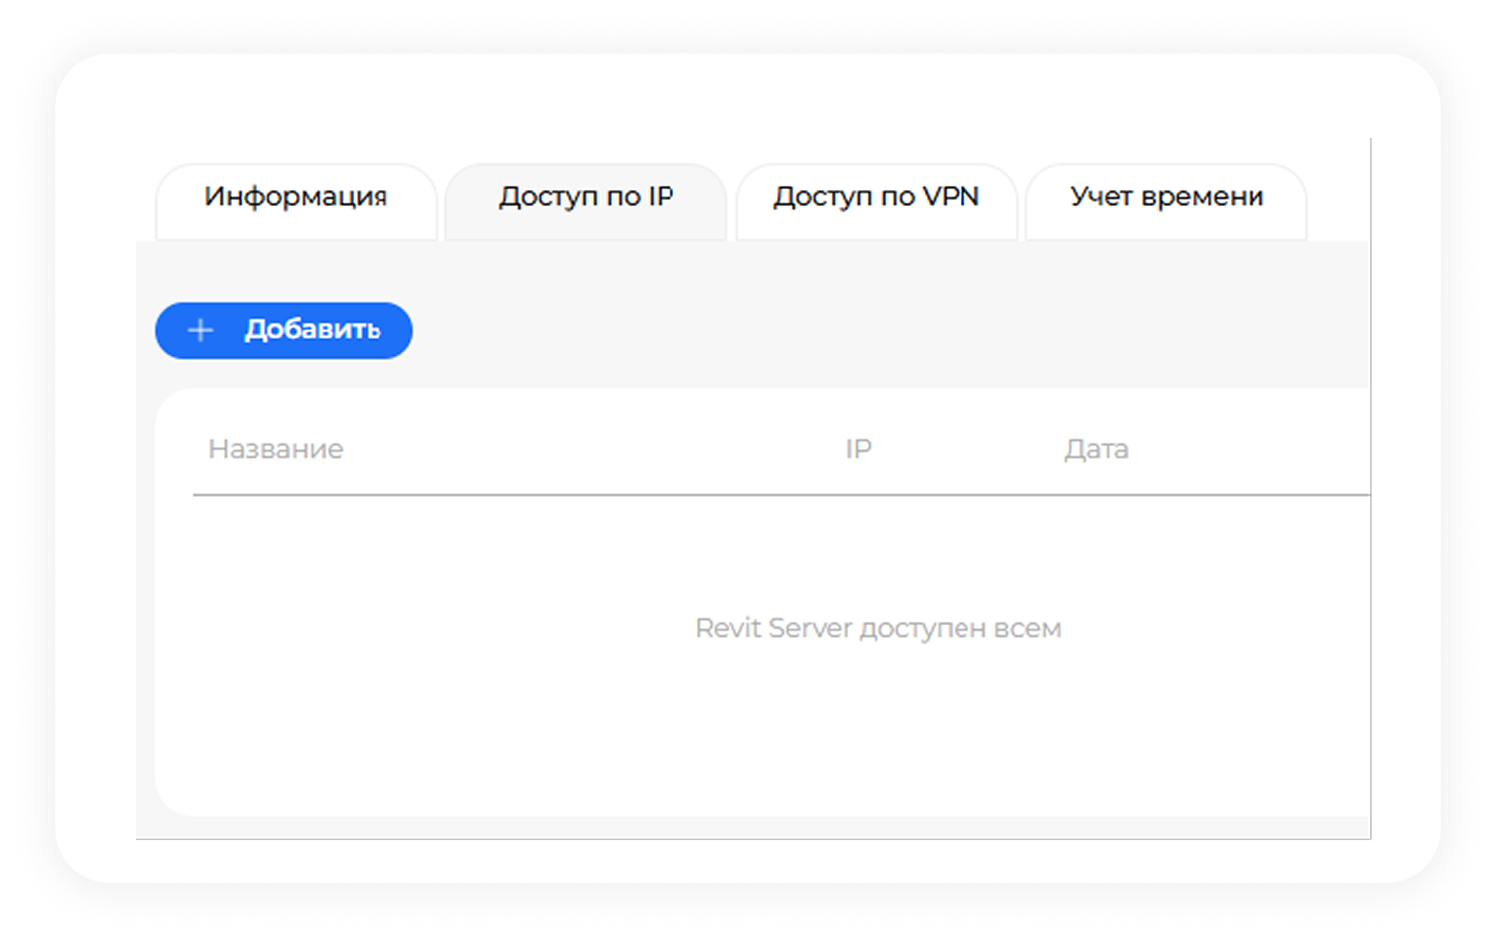 Информация Доступ по IP Доступ по VPN Учет времени
+ Добавить
Название IP Дата
Revit Server доступен всем